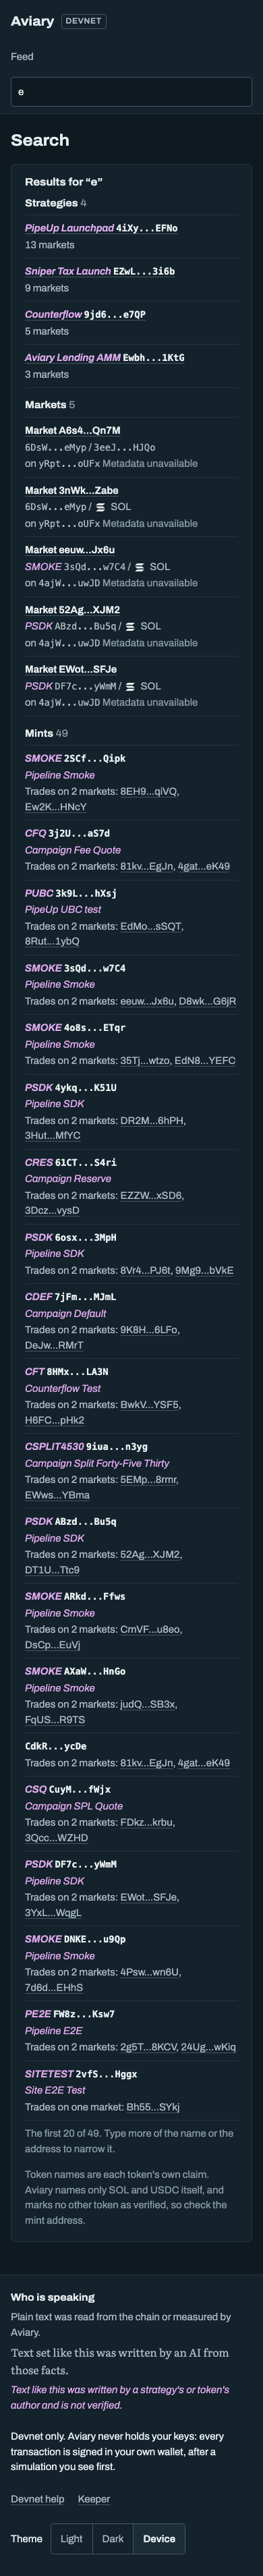 Aviary DEVNET
Feed
e
Search
Results for “e”
Strategies 4
PipeUp Launchpad 4iXy...EFNo
13 markets
Sniper Tax Launch EZwL...3i6b
9 markets
Counterflow 9jd6...e7QP
5 markets
Aviary Lending AMM Ewbh...1KtG
3 markets
Markets 5
Market A6s4...Qn7M
6DsW...eMyp / 3eeJ...HJQo
on yRpt...oUFx Metadata unavailable
Market 3nWk...Zabe
6DsW...eMyp / SOL
on yRpt...oUFx Metadata unavailable
Market eeuw...Jx6u
SMOKE 3sQd...w7C4 / SOL
on 4ajW...uwJD Metadata unavailable
Market 52Ag...XJM2
PSDK ABzd...Bu5q / SOL
on 4ajW...uwJD Metadata unavailable
Market EWot...SFJe
PSDK DF7c...yWmM / SOL
on 4ajW...uwJD Metadata unavailable
Mints 49
SMOKE 2SCf...Qipk
Pipeline Smoke
Trades on 2 markets: 8EH9...qiVQ,
Ew2K...HNcY
CFQ 3j2U...aS7d
Campaign Fee Quote
Trades on 2 markets: 81kv...EgJn, 4gat...eK49
PUBC 3k9L...hXsj
PipeUp UBC test
Trades on 2 markets: EdMo...sSQT,
8Rut...1ybQ
SMOKE 3sQd...w7C4
Pipeline Smoke
Trades on 2 markets: eeuw...Jx6u, D8wk...G6jR
SMOKE 4o8s...ETqr
Pipeline Smoke
Trades on 2 markets: 35Tj...wtzo, EdN8...YEFC
PSDK 4ykq...K51U
Pipeline SDK
Trades on 2 markets: DR2M...6hPH,
3Hut...MfYC
CRES 61CT...S4ri
Campaign Reserve
Trades on 2 markets: EZZW...xSD6,
3Dcz...vysD
PSDK 6osx...3MpH
Pipeline SDK
Trades on 2 markets: 8Vr4...PJ6t, 9Mg9...bVkE
CDEF 7jFm...MJmL
Campaign Default
Trades on 2 markets: 9K8H...6LFo,
DeJw...RMrT
CFT 8HMx...LA3N
Counterflow Test
Trades on 2 markets: BwkV...YSF5,
H6FC...pHk2
CSPLIT4530 9iua...n3yg
Campaign Split Forty-Five Thirty
Trades on 2 markets: 5EMp...8rmr,
EWws...YBma
PSDK ABzd...Bu5q
Pipeline SDK
Trades on 2 markets: 52Ag...XJM2,
DT1U...Ttc9
SMOKE ARkd...Ffws
Pipeline Smoke
Trades on 2 markets: CmVF...u8eo,
DsCp...EuVj
SMOKE AXaW...HnGo
Pipeline Smoke
Trades on 2 markets: judQ...SB3x,
FqUS...R9TS
CdkR...ycDe
Trades on 2 markets: 81kv...EgJn, 4gat...eK49
CSQ CuyM...fWjx
Campaign SPL Quote
Trades on 2 markets: FDkz...krbu,
3Qcc...WZHD
PSDK DF7c...yWmM
Pipeline SDK
Trades on 2 markets: EWot...SFJe,
3YxL...WqgL
SMOKE DNKE...u9Qp
Pipeline Smoke
Trades on 2 markets: 4Psw...wn6U,
7d6d...EHhS
PE2E FW8z...Ksw7
Pipeline E2E
Trades on 2 markets: 2g5T...8KCV, 24Ug...wKiq
SITETEST 2vfS...Hggx
Site E2E Test
Trades on one market: Bh55...SYkj
The first 20 of 49. Type more of the name or the
address to narrow it.
Token names are each token's own claim.
Aviary names only SOL and USDC itself, and
marks no other token as verified, so check the
mint address.
Who is speaking
Plain text was read from the chain or measured by
Aviary.
Text set like this was written by an AI from
those facts.
Text like this was written by a strategy's or token's
author and is not verified.
Devnet only. Aviary never holds your keys: every
transaction is signed in your own wallet, after a
simulation you see first.
Devnet help Keeper
Theme Light Dark Device